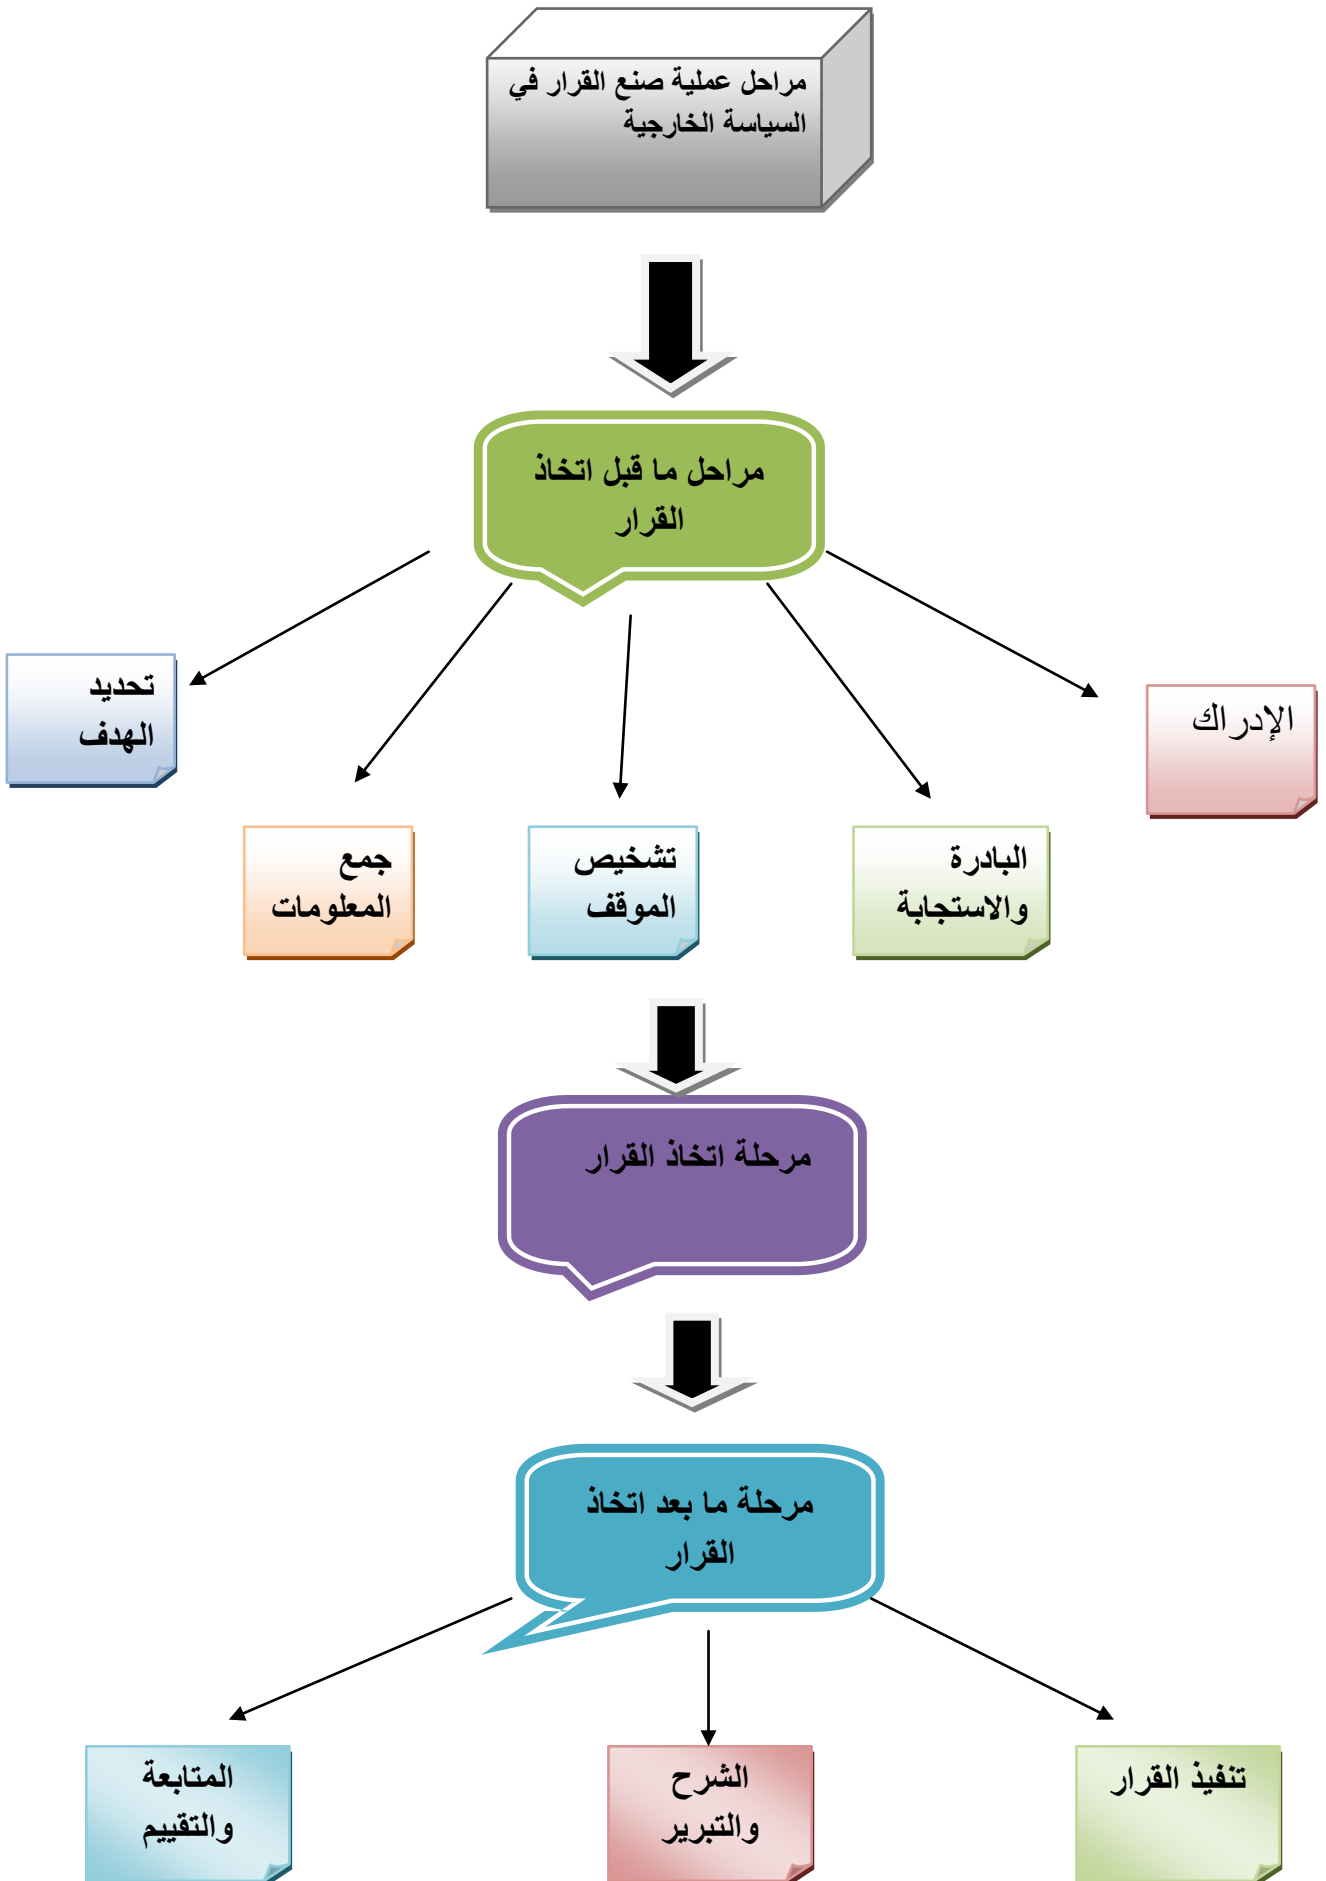 مراحل عملية صنع القرار في
السياسة الخارجية
مراحل ما قبل اتخاذ
القرار
الإدراك
البادرة
والاستجابة
تشخيص
الموقف
جمع
المعلومات
تحديد
الهدف
مرحلة اتخاذ القرار
مرحلة ما بعد اتخاذ
القرار
تنفيذ القرار
الشرح
والتبرير
المتابعة
والتقييم